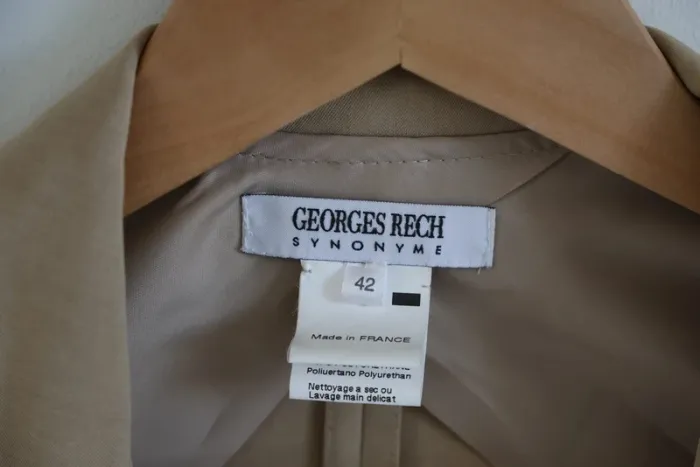 GEORGES RECH
SYNONYME
42
Made in FRANCE
Poliuertano Polyurethan
Nettoyage a sec ou
Lavage main delicat